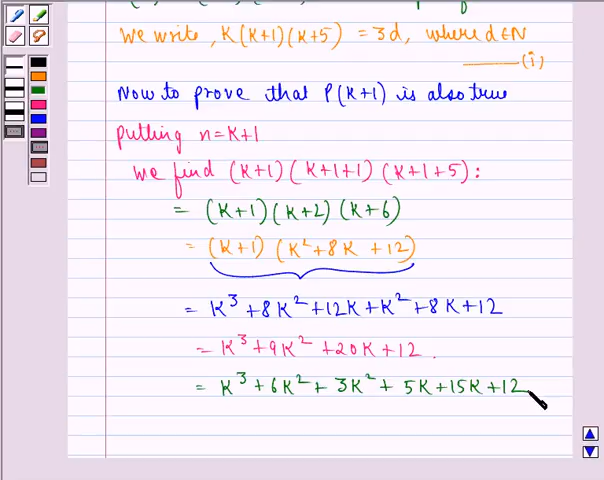 We write, K(K+1)(K+5) = 3d, where d∈N
———(i)
Now to prove that P(K+1) is also true
putting n=K+1
We find (K+1)(K+1+1)(K+1+5):
= (K+1)(K+2)(K+6)
= (K+1)(K²+8K+12)
= K³+8K²+12K+K²+8K+12
= K³+9K²+20K+12.
= K³+6K²+3K²+5K+15K+12